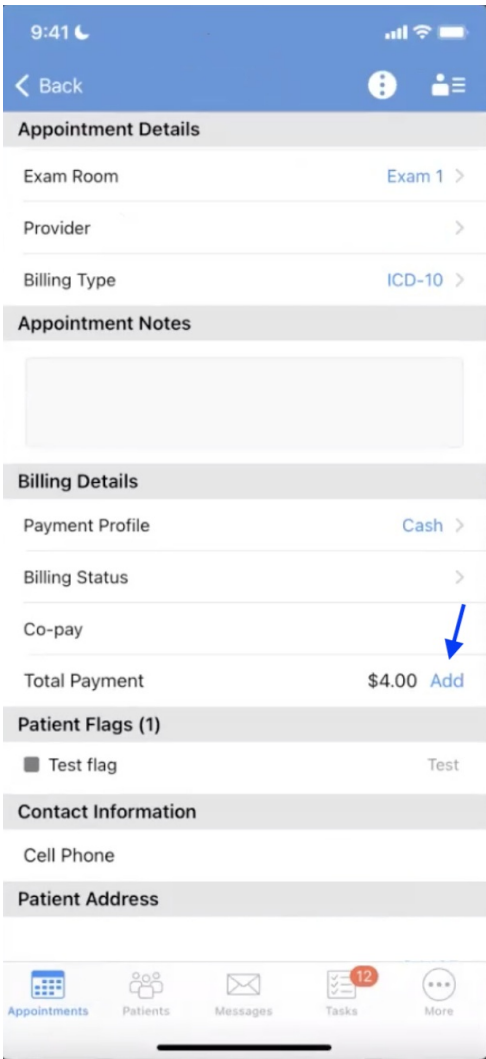 9:41
Back
Appointment Details
Exam Room Exam 1
Provider
Billing Type ICD-10
Appointment Notes
Billing Details
Payment Profile Cash
Billing Status
Co-pay
Total Payment $4.00 Add
Patient Flags (1)
Test flag Test
Contact Information
Cell Phone
Patient Address
12
Appointments Patients Messages Tasks More